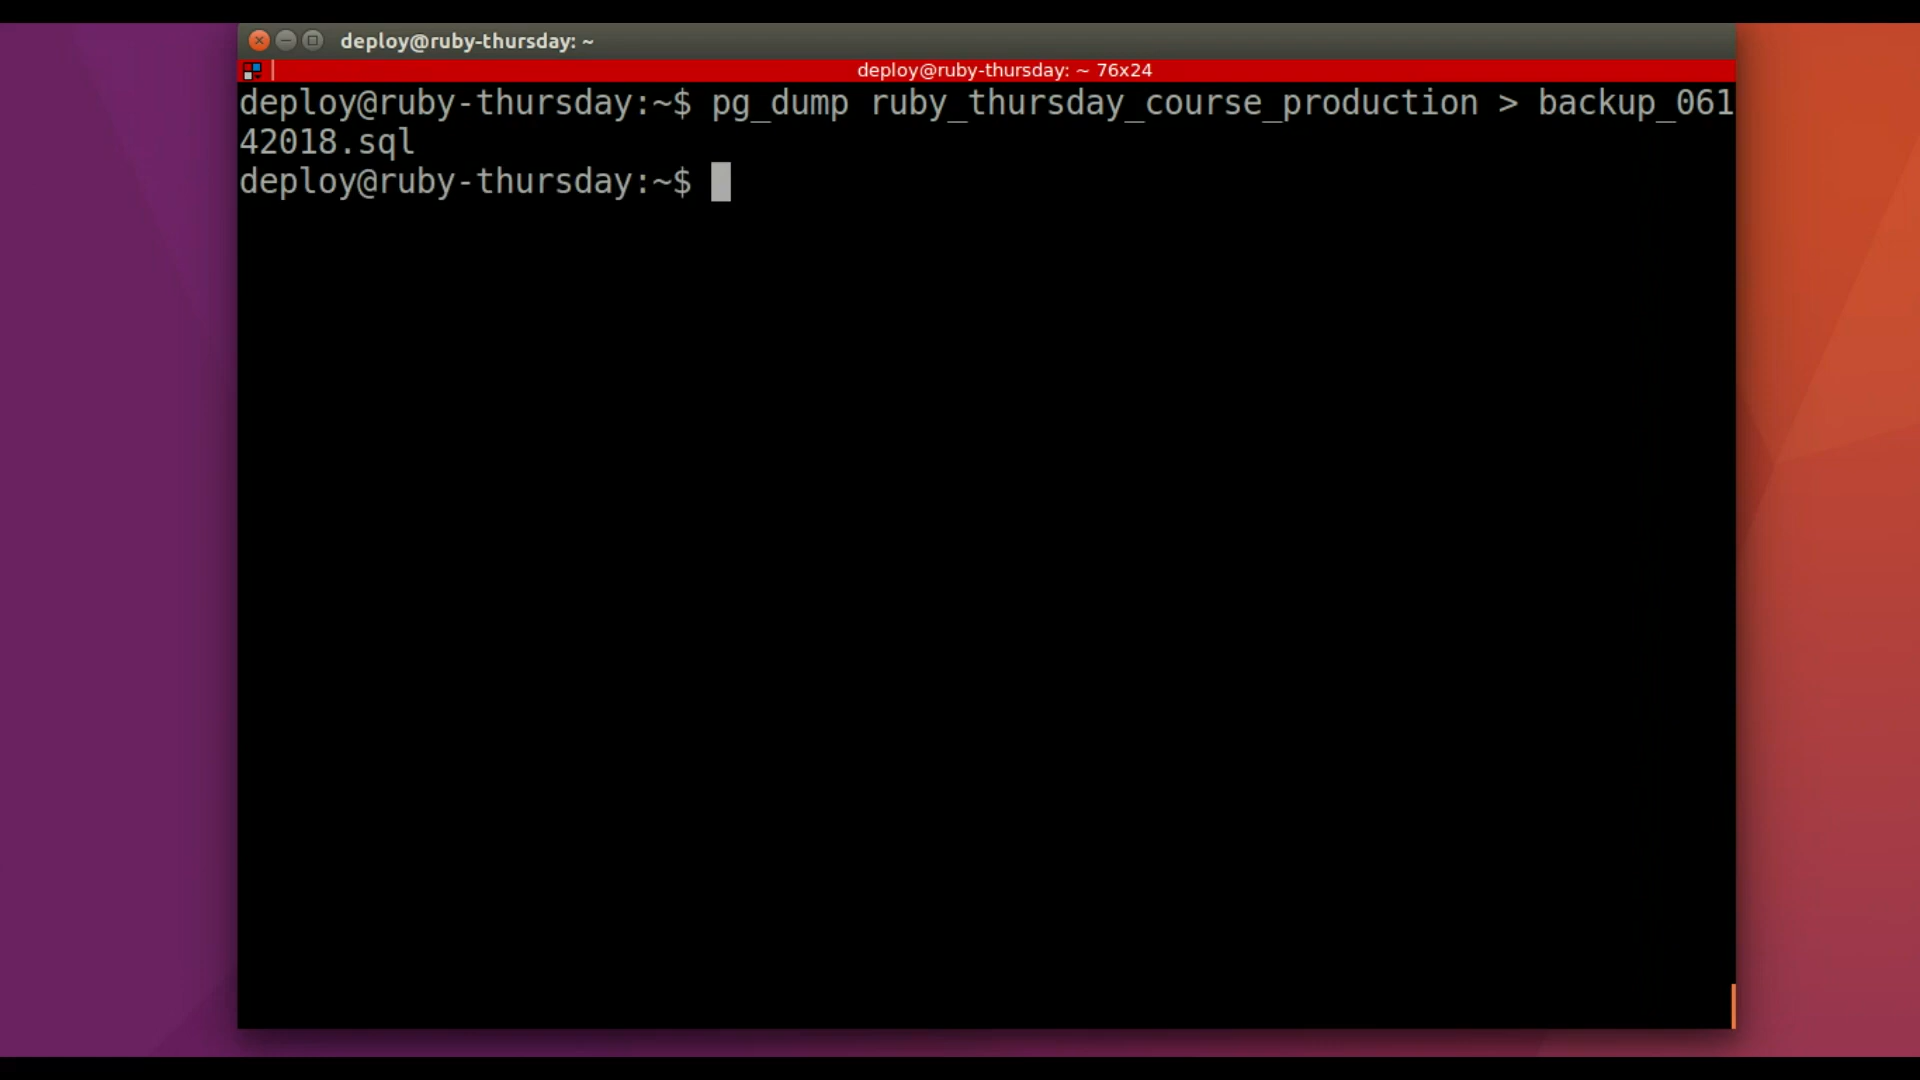 deploy@ruby-thursday: ~
deploy@ruby-thursday: ~ 76x24
deploy@ruby-thursday:~$ pg_dump ruby_thursday_course_production > backup_061
42018.sql
deploy@ruby-thursday:~$